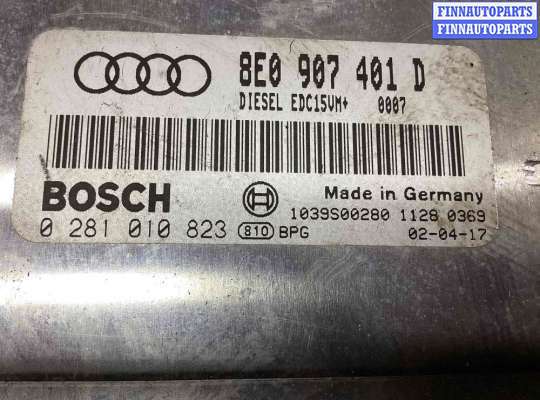 FINNAUTOPARTS
FINNAUTOPARTS
8E0 907 401 D
DIESEL EDC15VM+ 0007
BOSCH
Made in Germany
1039S00280 1128 0369
0 281 010 823 810 BPG 02-04-17